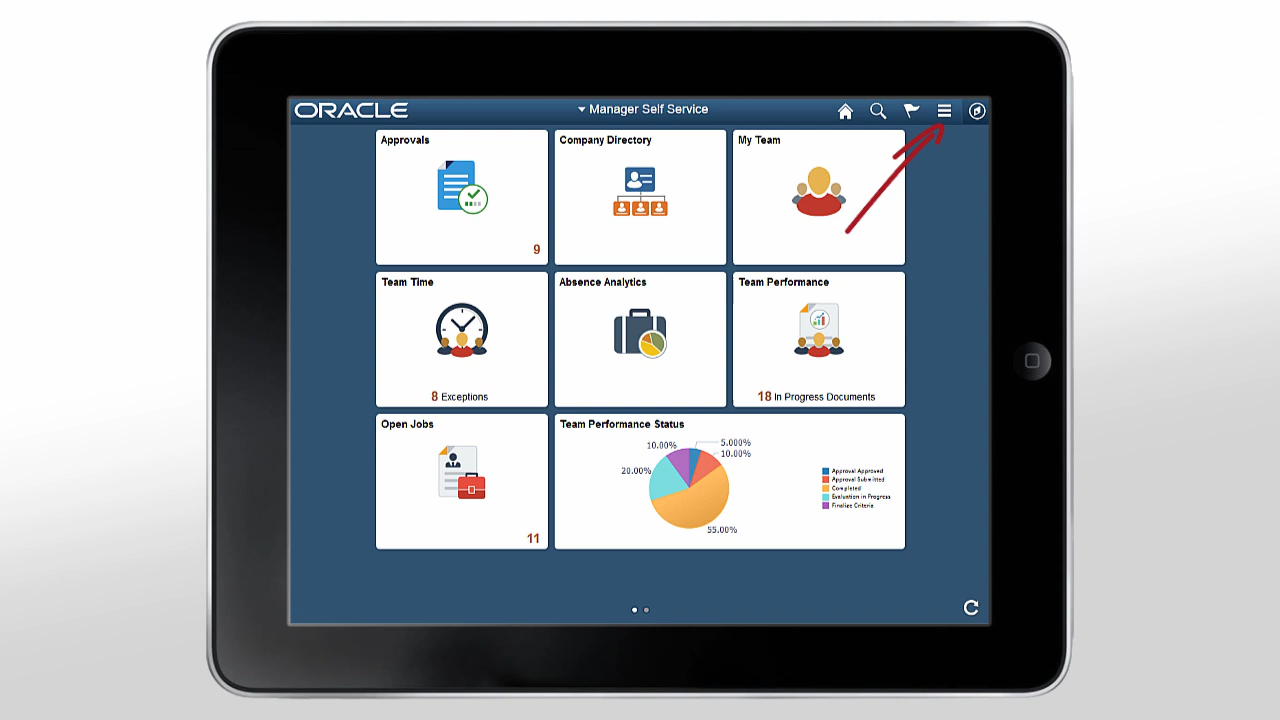 ORACLE
Manager Self Service
Approvals
9
Company Directory
My Team
Team Time
8 Exceptions
Absence Analytics
Team Performance
18 In Progress Documents
Open Jobs
11
Team Performance Status
10.00%
5.000%
10.00%
20.00%
55.00%
Approval Approved
Approval Submitted
Completed
Evaluation in Progress
Finalize Criteria